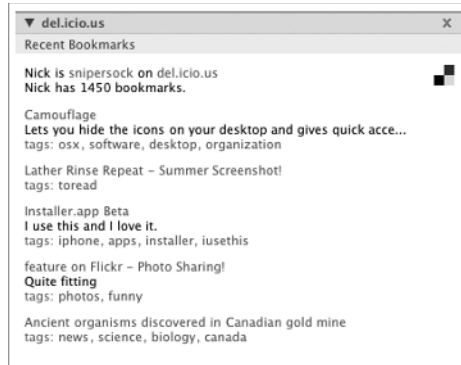 ▼ del.icio.us x
Recent Bookmarks
Nick is snipersock on del.icio.us
Nick has 1450 bookmarks.
Camouflage
Lets you hide the icons on your desktop and gives quick acce...
tags: osx, software, desktop, organization
Lather Rinse Repeat – Summer Screenshot!
tags: toread
Installer.app Beta
I use this and I love it.
tags: iphone, apps, installer, iusethis
feature on Flickr – Photo Sharing!
Quite fitting
tags: photos, funny
Ancient organisms discovered in Canadian gold mine
tags: news, science, biology, canada